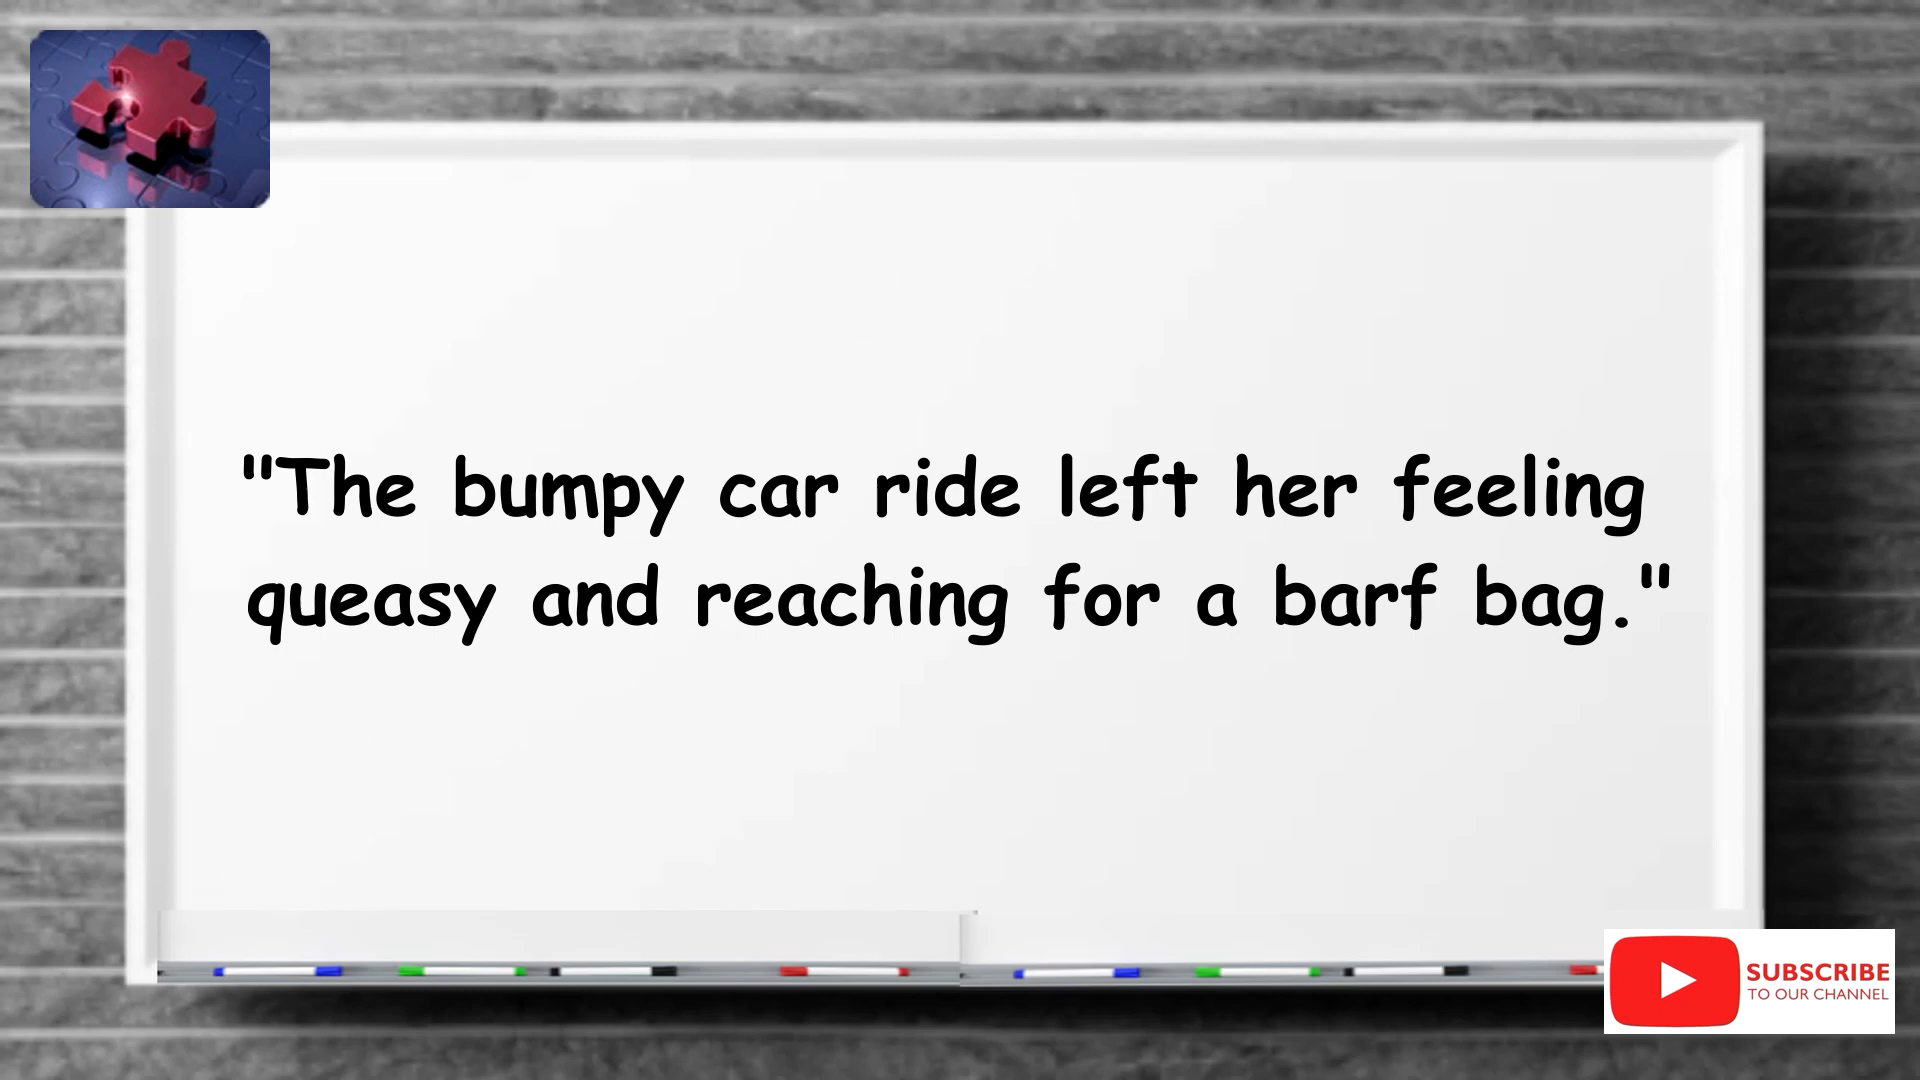 "The bumpy car ride left her feeling
queasy and reaching for a barf bag."
SUBSCRIBE
TO OUR CHANNEL